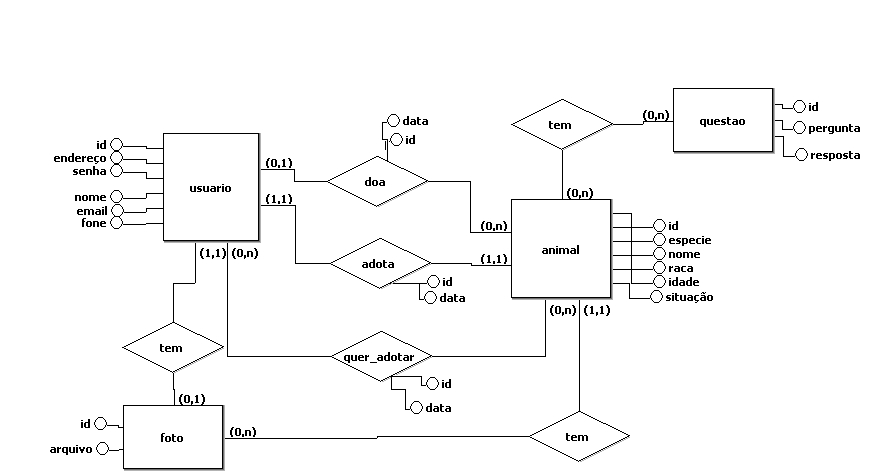 data
id
(0,n)
questao
id
pergunta
resposta
tem
id
endereço
senha
nome
email
fone
usuario
(0,1)
(1,1)
doa
(0,n)
(0,n)
animal
id
especie
nome
raca
idade
situação
adota
id
data
(1,1)
(1,1)
(0,n)
(0,n)
(1,1)
tem
quer_adotar
id
data
(0,1)
id
arquivo
foto
(0,n)
tem